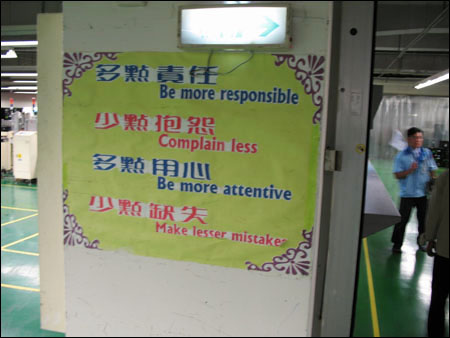 多點責任
Be more responsible
少點抱怨
Complain less
多點用心
Be more attentive
少點缺失
Make lesser mistakes